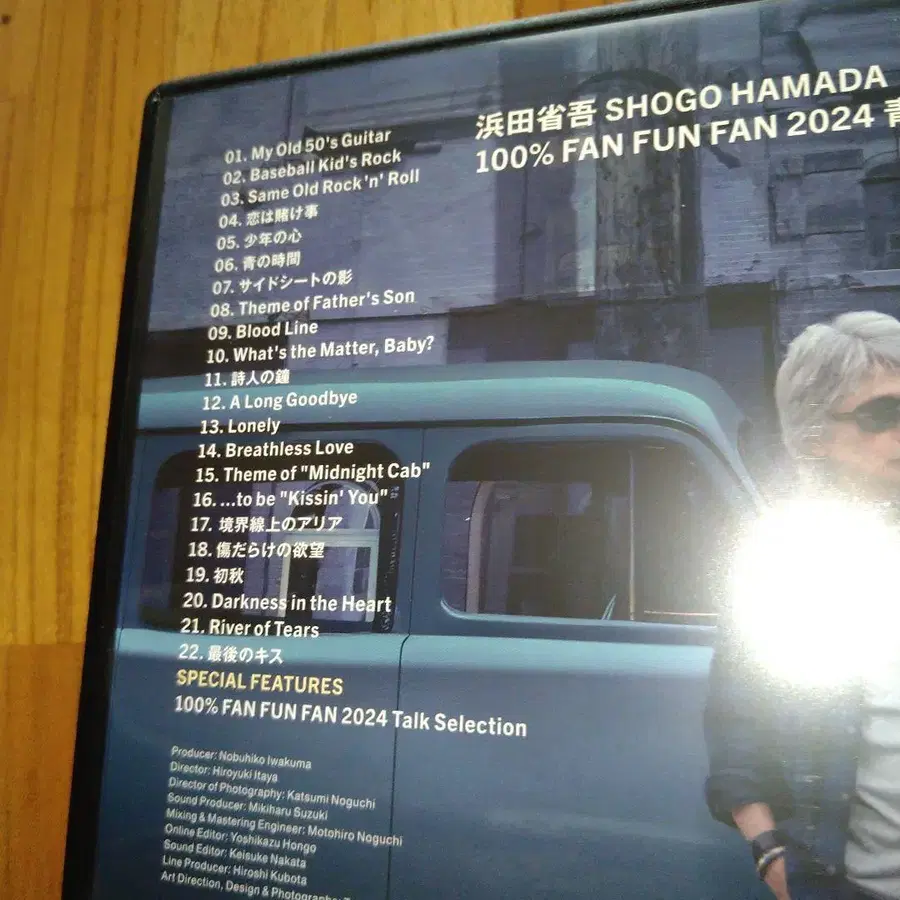 浜田省吾 SHOGO HAMADA
100% FAN FUN FAN 2024 青
01. My Old 50's Guitar
02. Baseball Kid's Rock
03. Same Old Rock 'n' Roll
04. 恋は賭け事
05. 少年の心
06. 青の時間
07. サイドシートの影
08. Theme of Father's Son
09. Blood Line
10. What's the Matter, Baby?
11. 詩人の鐘
12. A Long Goodbye
13. Lonely
14. Breathless Love
15. Theme of "Midnight Cab"
16. ...to be "Kissin' You"
17. 境界線上のアリア
18. 傷だらけの欲望
19. 初秋
20. Darkness in the Heart
21. River of Tears
22. 最後のキス
SPECIAL FEATURES
100% FAN FUN FAN 2024 Talk Selection
Producer: Nobuhiko Iwakuma
Director: Hiroyuki Itaya
Director of Photography: Katsumi Noguchi
Sound Producer: Mikiharu Suzuki
Mixing & Mastering Engineer: Motohiro Noguchi
Online Editor: Yoshikazu Hongo
Sound Editor: Keisuke Nakata
Line Producer: Hiroshi Kubota
Art Direction, Design & Photography: